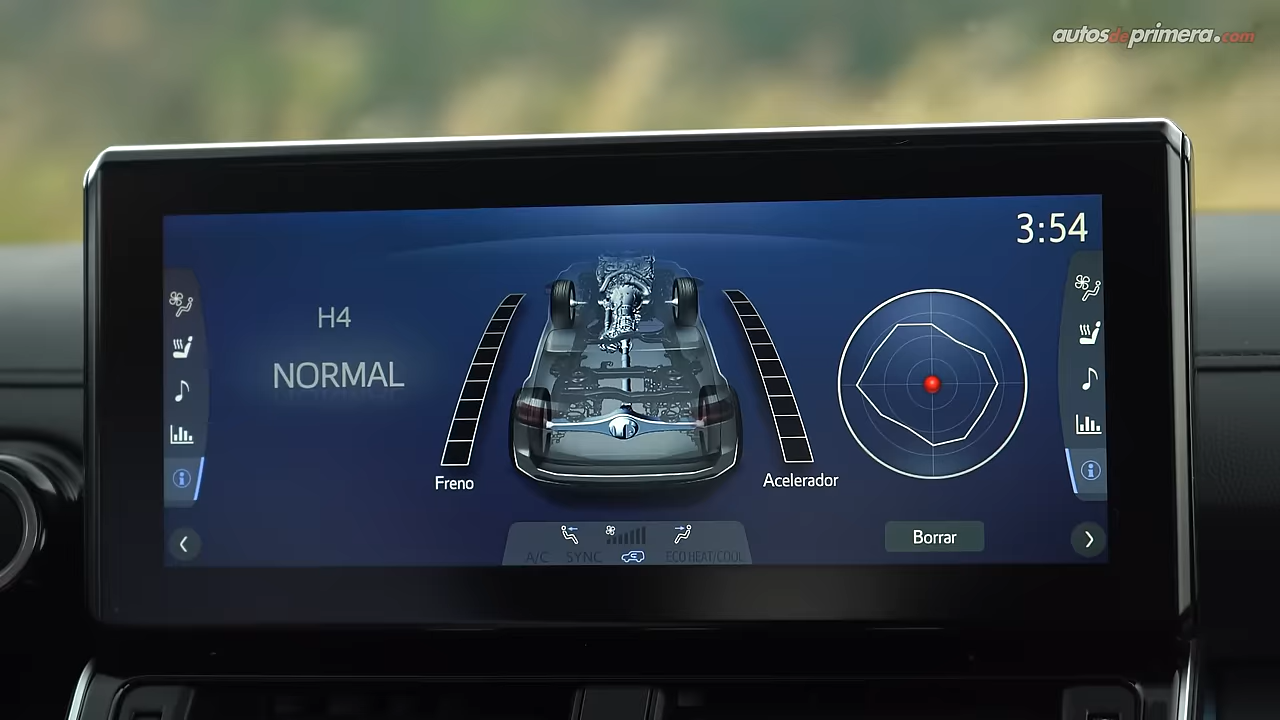 autosdeprimera.com
3:54
H4
NORMAL
Freno
Acelerador
Borrar
A/C SYNC ECO HEAT/COOL